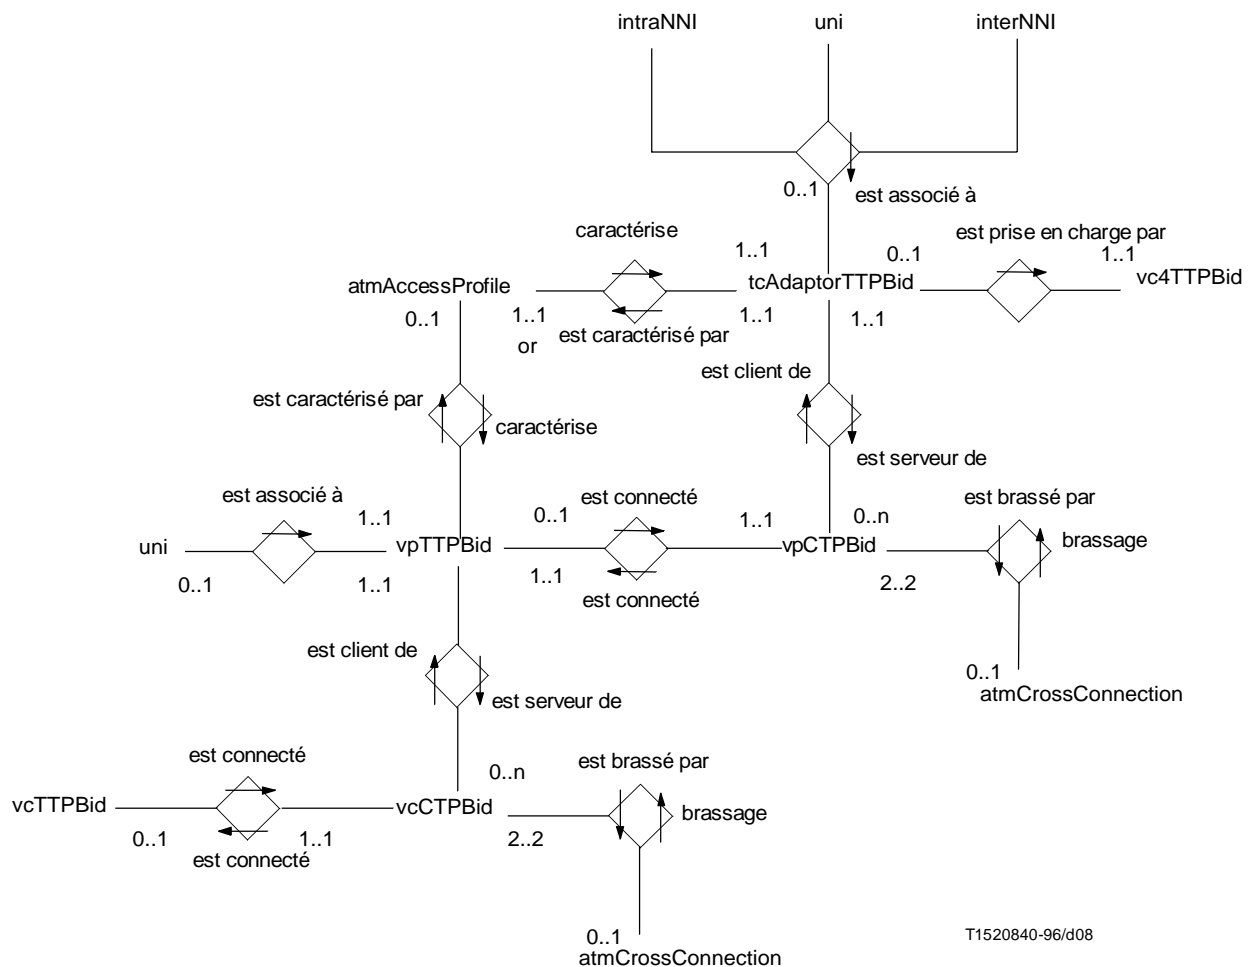 intraNNI
uni
interNNI
0..1
est associé à
caractérise
1..1
0..1
est prise en charge par
1..1
atmAccessProfile
tcAdaptorTTPBid
vc4TTPBid
0..1
1..1
or
est caractérisé par
1..1
1..1
est client de
est caractérisé par
caractérise
est serveur de
est associé à
1..1
0..1
est connecté
1..1
0..n
est brassé par
uni
vpTTPBid
vpCTPBid
brassage
0..1
1..1
1..1
est connecté
2..2
est client de
0..1
atmCrossConnection
est serveur de
est connecté
0..n
est brassé par
vcTTPBid
vcCTPBid
brassage
0..1
1..1
2..2
est connecté
0..1
atmCrossConnection
T1520840-96/d08